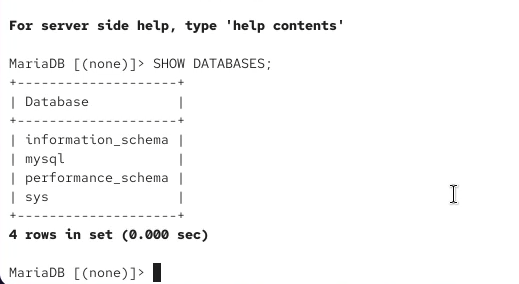 For server side help, type 'help contents'
MariaDB [(none)]> SHOW DATABASES;
+--------------------+
| Database           |
+--------------------+
| information_schema |
| mysql              |
| performance_schema |
| sys                |
+--------------------+
4 rows in set (0.000 sec)
MariaDB [(none)]>